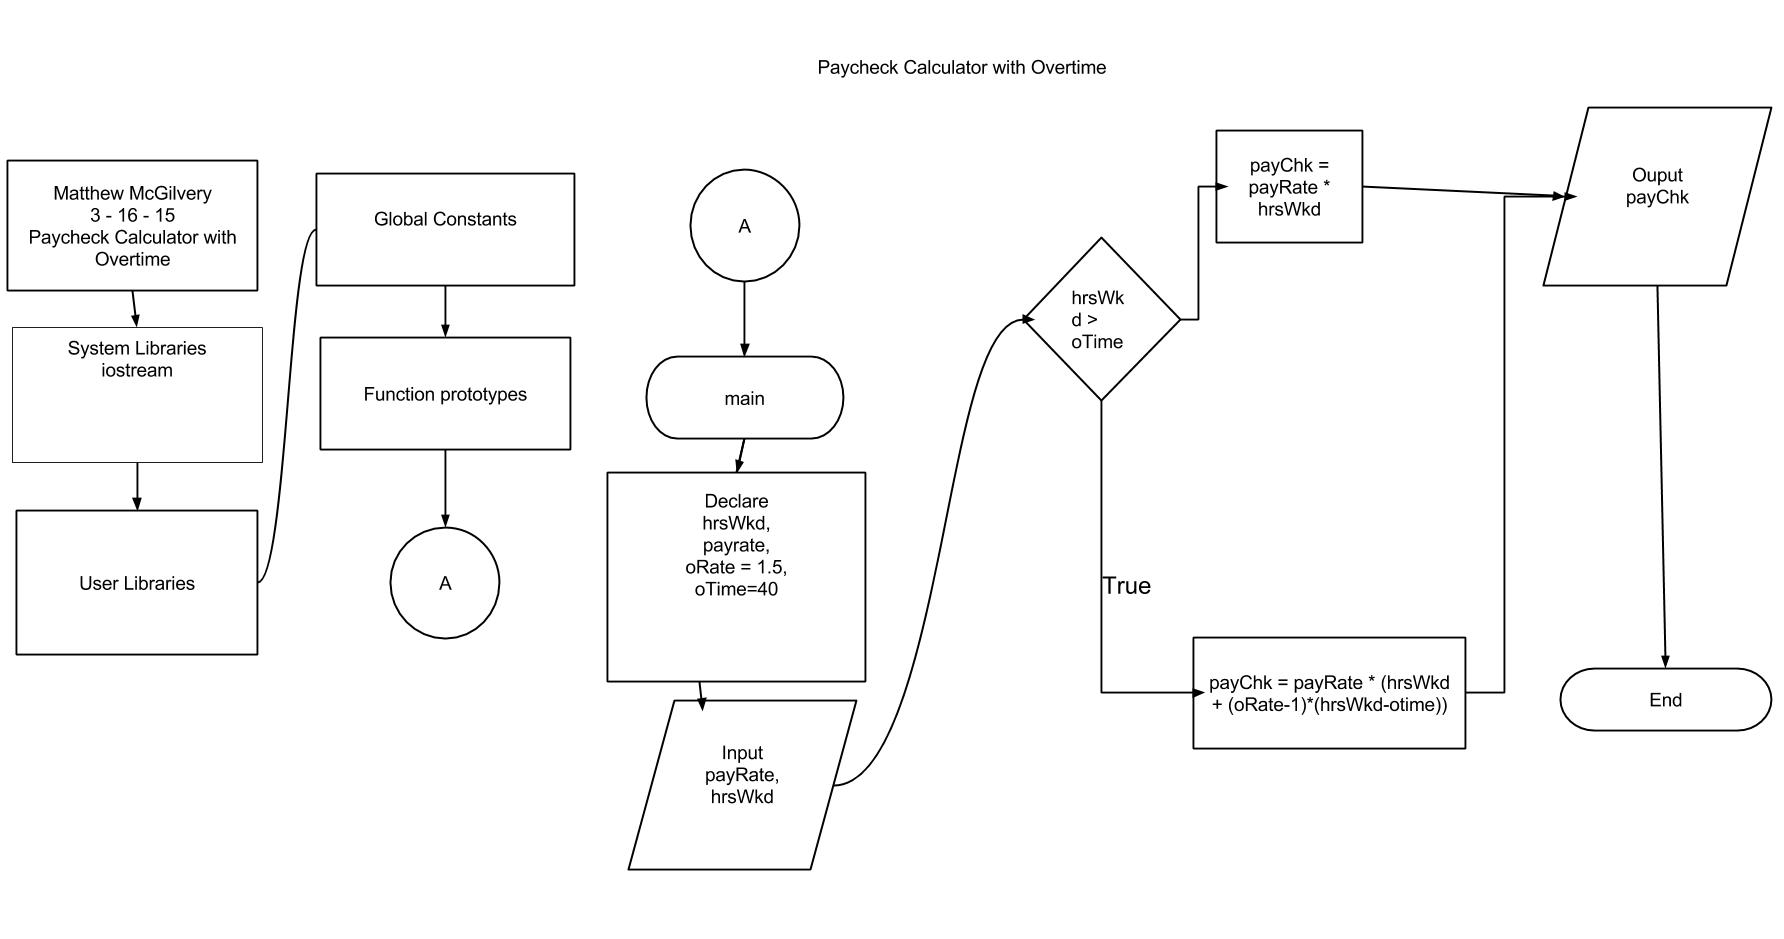 Paycheck Calculator with Overtime
Matthew McGilvery
3 - 16 - 15
Paycheck Calculator with
Overtime
System Libraries
iostream
User Libraries
Global Constants
Function prototypes
A
A
main
Declare
hrsWkd,
payrate,
oRate = 1.5,
oTime=40
Input
payRate,
hrsWkd
hrsWk
d >
oTime
payChk =
payRate *
hrsWkd
True
payChk = payRate * (hrsWkd
+ (oRate-1)*(hrsWkd-otime))
Ouput
payChk
End